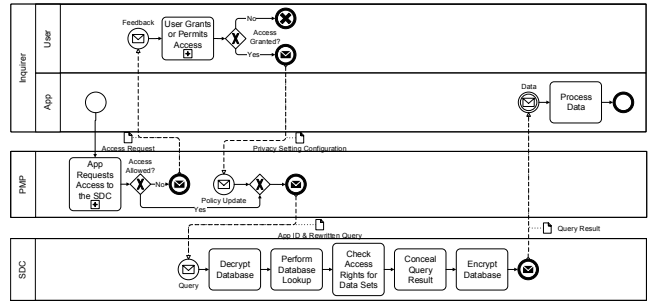 Inquirer
User
Feedback
User Grants
or Permits
Access
No
Access
Granted?
Yes
App
Data
Process
Data
Access Request
Privacy Setting Configuration
PMP
App
Requests
Access to
the SDC
Access
Allowed?
No
Yes
Policy Update
App ID & Rewritten Query
Query Result
SDC
Query
Decrypt
Database
Perform
Database
Lookup
Check
Access
Rights for
Data Sets
Conceal
Query
Result
Encrypt
Database